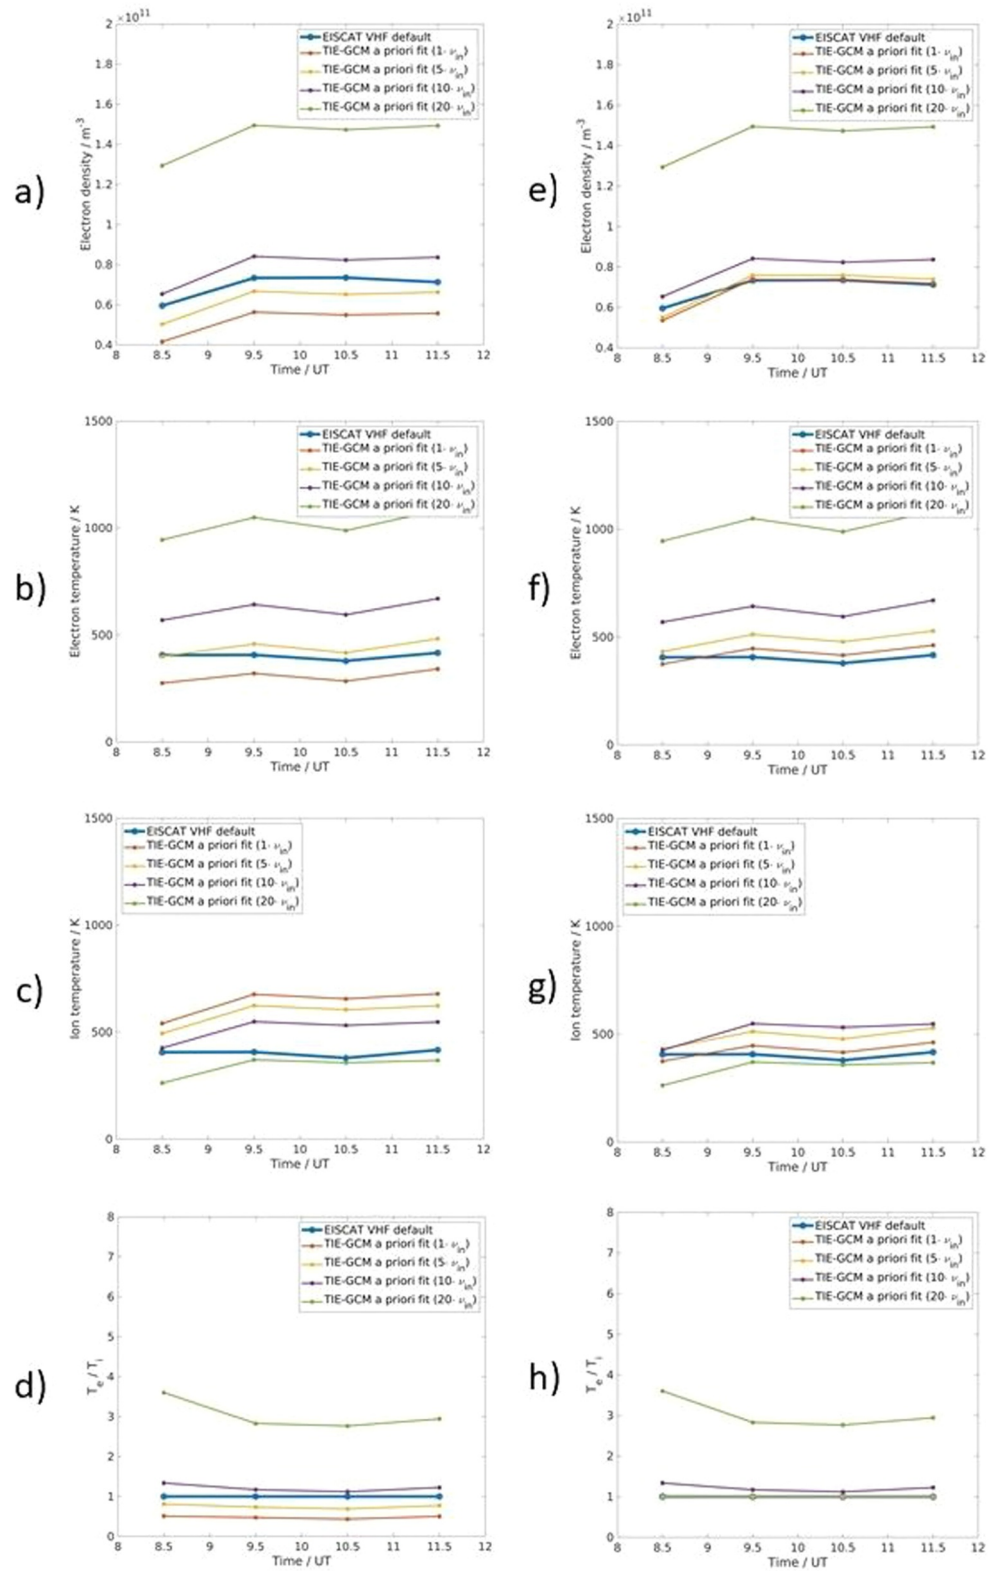 a)
×10¹¹
2
1.8
1.6
1.4
1.2
1
0.8
0.6
0.4
Electron density / m⁻³
EISCAT VHF default
TIE-GCM a priori fit (1· νin)
TIE-GCM a priori fit (5· νin)
TIE-GCM a priori fit (10· νin)
TIE-GCM a priori fit (20· νin)
8 8.5 9 9.5 10 10.5 11 11.5 12
Time / UT
e)
×10¹¹
2
1.8
1.6
1.4
1.2
1
0.8
0.6
0.4
Electron density / m⁻³
EISCAT VHF default
TIE-GCM a priori fit (1· νin)
TIE-GCM a priori fit (5· νin)
TIE-GCM a priori fit (10· νin)
TIE-GCM a priori fit (20· νin)
8 8.5 9 9.5 10 10.5 11 11.5 12
Time / UT
b)
1500
1000
500
0
Electron temperature / K
EISCAT VHF default
TIE-GCM a priori fit (1· νin)
TIE-GCM a priori fit (5· νin)
TIE-GCM a priori fit (10· νin)
TIE-GCM a priori fit (20· νin)
8 8.5 9 9.5 10 10.5 11 11.5 12
Time / UT
f)
1500
1000
500
0
Electron temperature / K
EISCAT VHF default
TIE-GCM a priori fit (1· νin)
TIE-GCM a priori fit (5· νin)
TIE-GCM a priori fit (10· νin)
TIE-GCM a priori fit (20· νin)
8 8.5 9 9.5 10 10.5 11 11.5 12
Time / UT
c)
1500
1000
500
0
Ion temperature / K
EISCAT VHF default
TIE-GCM a priori fit (1· νin)
TIE-GCM a priori fit (5· νin)
TIE-GCM a priori fit (10· νin)
TIE-GCM a priori fit (20· νin)
8 8.5 9 9.5 10 10.5 11 11.5 12
Time / UT
g)
1500
1000
500
0
Ion temperature / K
EISCAT VHF default
TIE-GCM a priori fit (1· νin)
TIE-GCM a priori fit (5· νin)
TIE-GCM a priori fit (10· νin)
TIE-GCM a priori fit (20· νin)
8 8.5 9 9.5 10 10.5 11 11.5 12
Time / UT
d)
8
7
6
5
4
3
2
1
0
Te / Ti
EISCAT VHF default
TIE-GCM a priori fit (1· νin)
TIE-GCM a priori fit (5· νin)
TIE-GCM a priori fit (10· νin)
TIE-GCM a priori fit (20· νin)
8 8.5 9 9.5 10 10.5 11 11.5 12
Time / UT
h)
8
7
6
5
4
3
2
1
0
Te / Ti
EISCAT VHF default
TIE-GCM a priori fit (1· νin)
TIE-GCM a priori fit (5· νin)
TIE-GCM a priori fit (10· νin)
TIE-GCM a priori fit (20· νin)
8 8.5 9 9.5 10 10.5 11 11.5 12
Time / UT